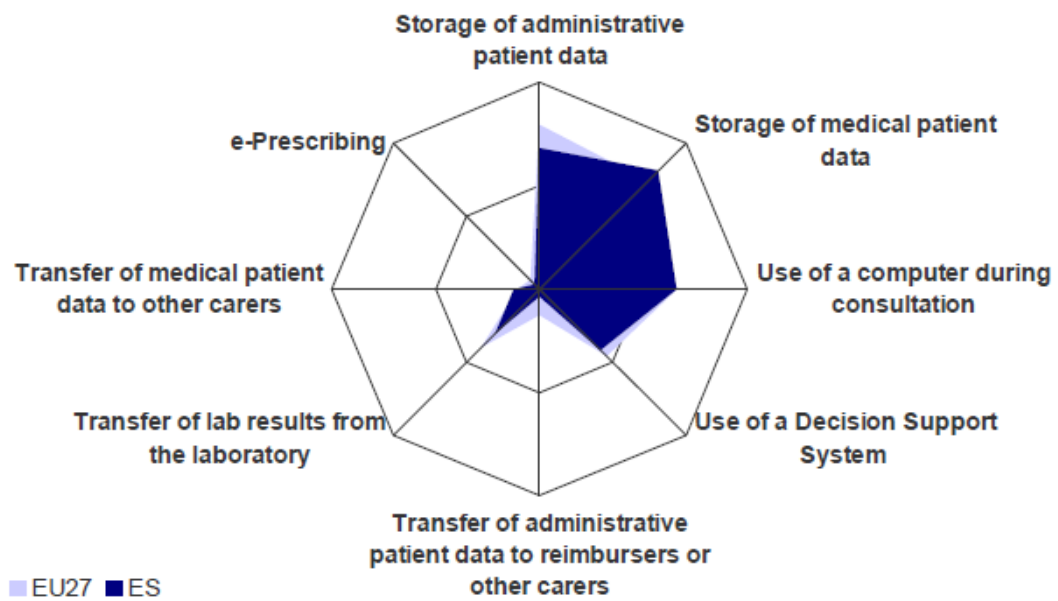 Storage of administrative
patient data
Storage of medical patient
data
e-Prescribing
Use of a computer during
consultation
Transfer of medical patient
data to other carers
Use of a Decision Support
System
Transfer of lab results from
the laboratory
Transfer of administrative
patient data to reimbursers or
other carers
EU27 ES